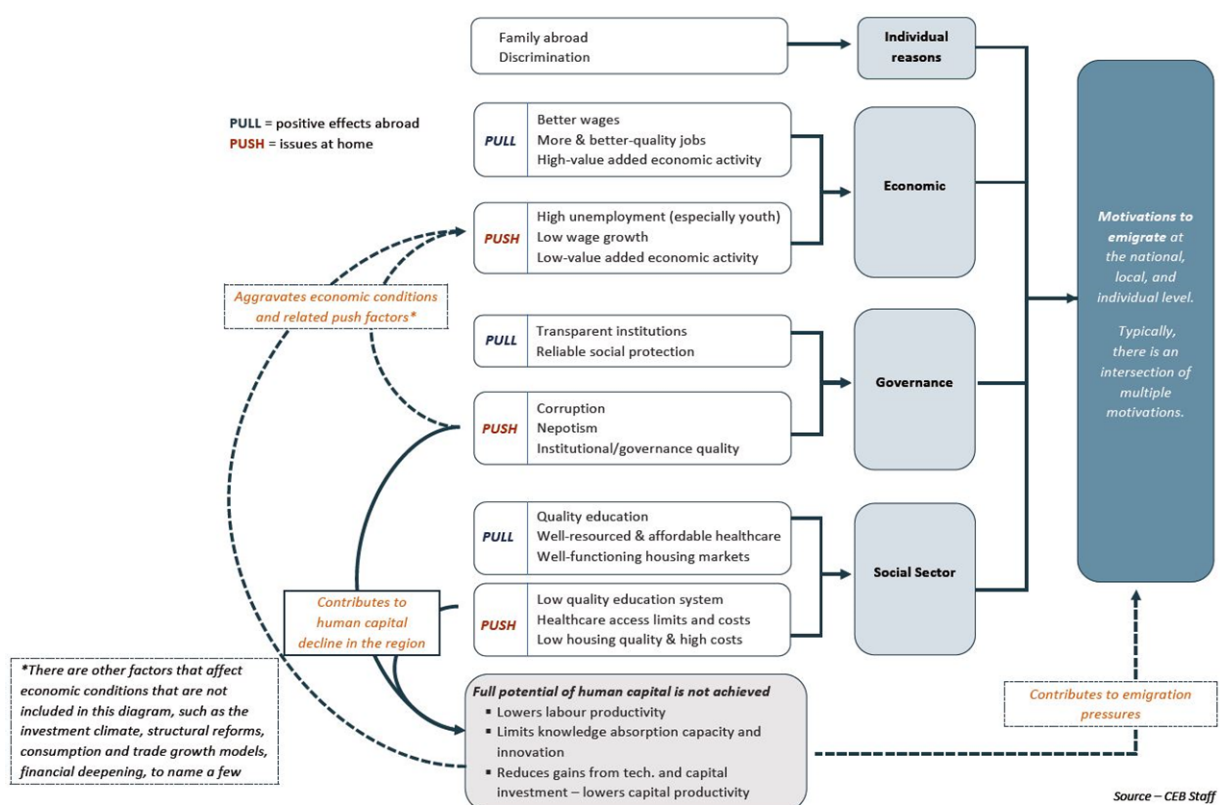 Family abroad
Discrimination
Individual
reasons
PULL = positive effects abroad
PUSH = issues at home
PULL
Better wages
More & better-quality jobs
High-value added economic activity
Economic
PUSH
High unemployment (especially youth)
Low wage growth
Low-value added economic activity
Aggravates economic conditions
and related push factors*
PULL
Transparent institutions
Reliable social protection
Governance
PUSH
Corruption
Nepotism
Institutional/governance quality
PULL
Quality education
Well-resourced & affordable healthcare
Well-functioning housing markets
Social Sector
PUSH
Low quality education system
Healthcare access limits and costs
Low housing quality & high costs
Contributes to
human capital
decline in the region
Motivations to
emigrate at
the national,
local, and
individual level.
Typically,
there is an
intersection of
multiple
motivations.
*There are other factors that affect
economic conditions that are not
included in this diagram, such as the
investment climate, structural reforms,
consumption and trade growth models,
financial deepening, to name a few
Full potential of human capital is not achieved
▪ Lowers labour productivity
▪ Limits knowledge absorption capacity and
innovation
▪ Reduces gains from tech. and capital
investment – lowers capital productivity
Contributes to emigration
pressures
Source – CEB Staff